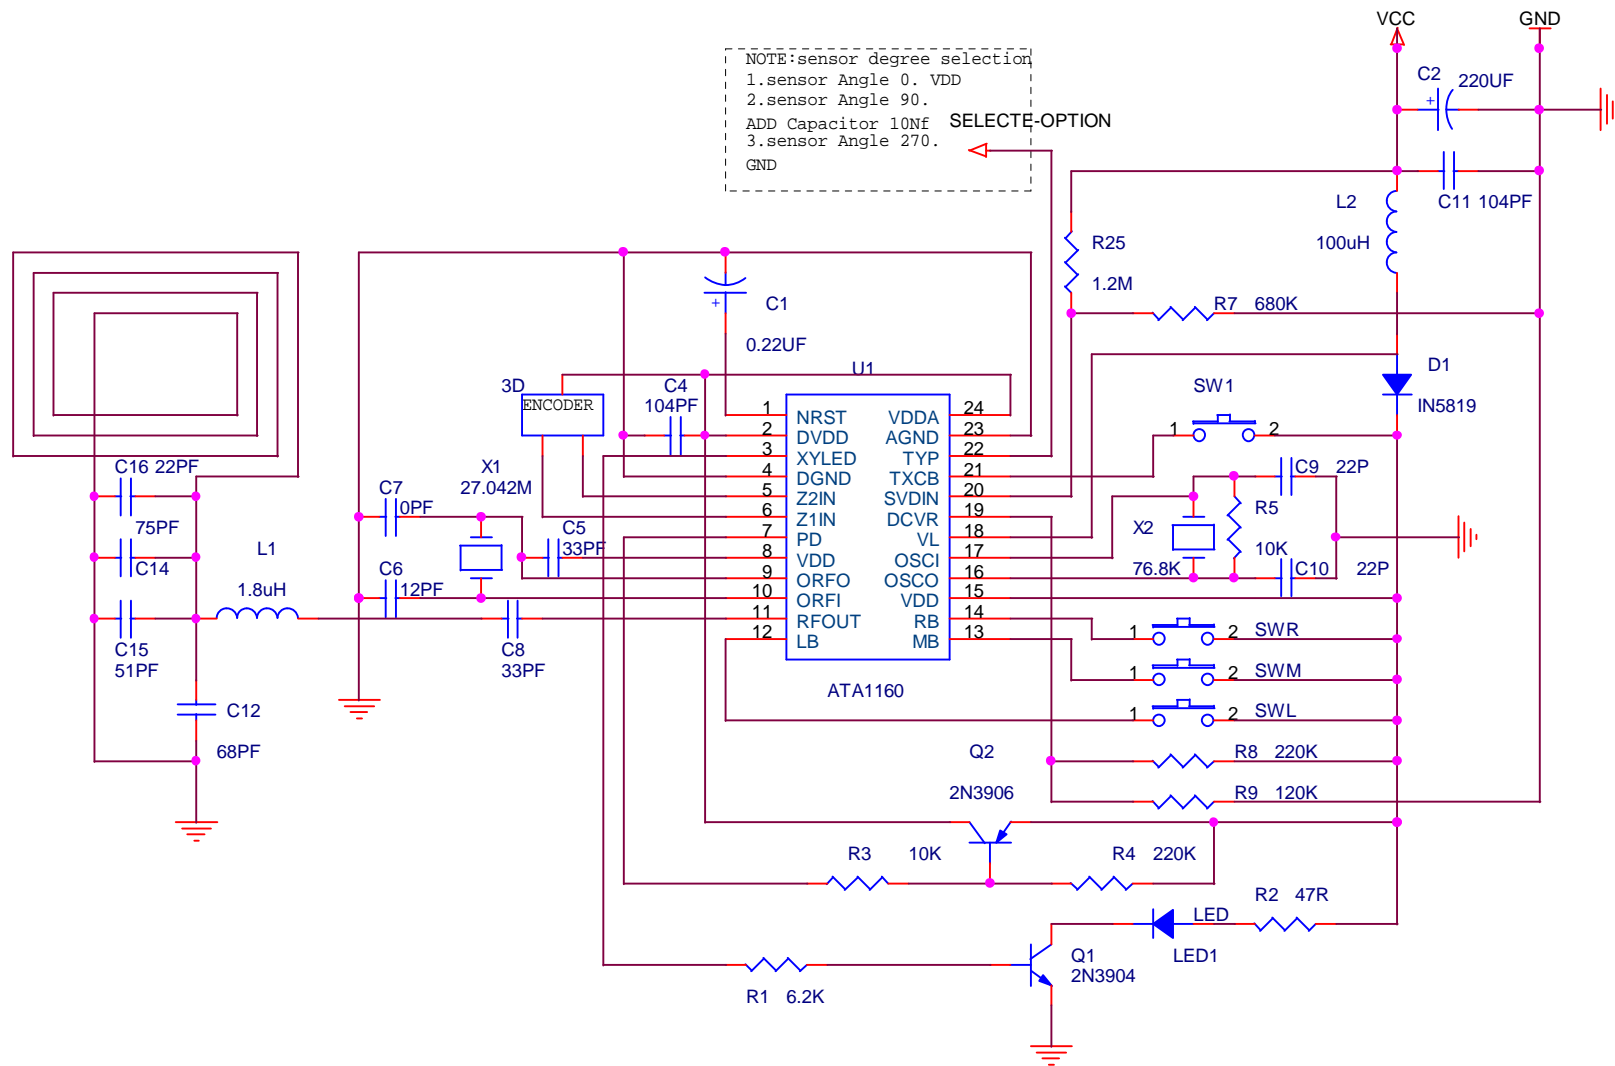 VCC
GND
NOTE:sensor degree selection
1.sensor Angle 0. VDD
2.sensor Angle 90.
ADD Capacitor 10Nf
3.sensor Angle 270.
GND
SELECTE-OPTION
C2
220UF
+
C11 104PF
L2
100uH
R25
1.2M
R7 680K
C1
+
0.22UF
U1
D1
IN5819
SW1
1 2
3D
ENCODER
C4
104PF
1 NRST VDDA 24
2 DVDD AGND 23
3 XYLED TYP 22
4 DGND TXCB 21
5 Z2IN SVDIN 20
6 Z1IN DCVR 19
7 PD VL 18
8 VDD OSCI 17
9 ORFO OSCO 16
10 ORFI VDD 15
11 RFOUT RB 14
12 LB MB 13
ATA1160
C16 22PF
75PF
C14
C15
51PF
L1
1.8uH
C12
68PF
C7
0PF
X1
27.042M
C5
33PF
C6
12PF
C8
33PF
C9 22P
R5
10K
X2
76.8K
C10 22P
1 2 SWR
1 2 SWM
1 2 SWL
R8 220K
R9 120K
Q2
2N3906
R3 10K
R4 220K
R2 47R
LED
LED1
Q1
2N3904
R1 6.2K